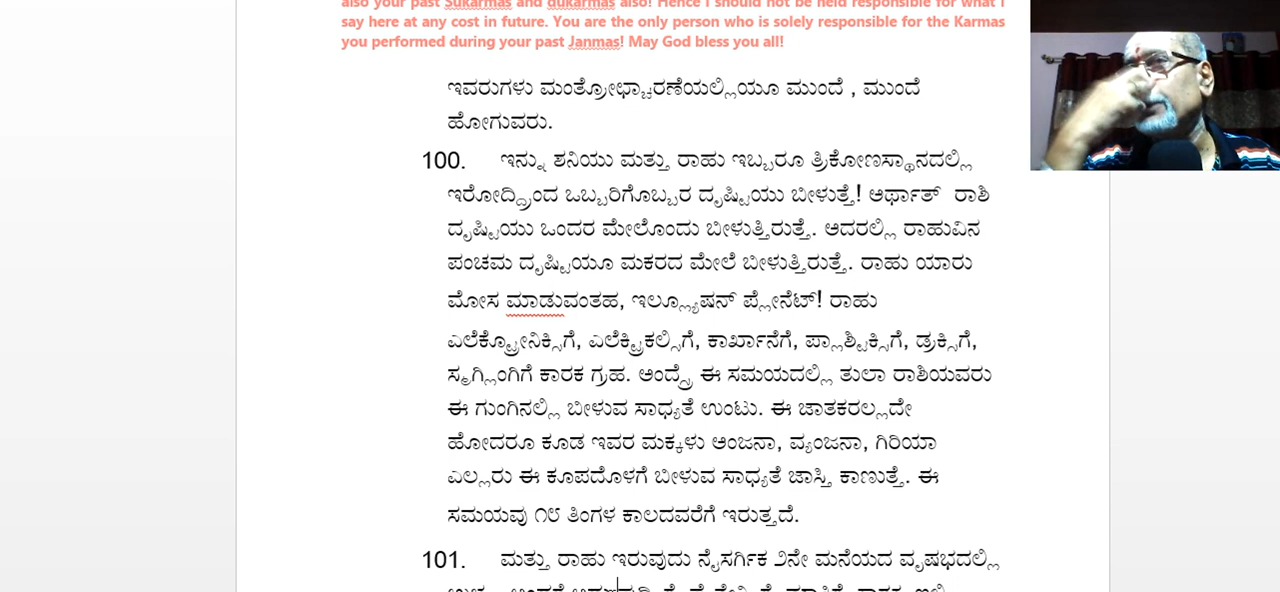 also your past Sukarmas and dukarmas also! Hence I should not be held responsible for what I
say here at any cost in future. You are the only person who is solely responsible for the Karmas
you performed during your past Janmas! May God bless you all!
ಇವರುಗಳು ಮಂತ್ರೋಛ್ಚಾರಣೆಯಲ್ಲಿಯೂ ಮುಂದೆ , ಮುಂದೆ
ಹೋಗುವರು.
100. ಇನ್ನು ಶನಿಯು ಮತ್ತು ರಾಹು ಇಬ್ಬರೂ ತ್ರಿಕೋಣಸ್ಥಾನದಲ್ಲಿ
ಇರೋದ್ದ್ರಿಂದ ಒಬ್ಬರಿಗೊಬ್ಬರ ದೃಷ್ಟಿಯು ಬೀಳುತ್ತೆ! ಅರ್ಥಾತ್ ರಾಶಿ
ದೃಷ್ಟಿಯು ಒಂದರ ಮೇಲೊಂದು ಬೀಳುತ್ತಿರುತ್ತೆ. ಅದರಲ್ಲಿ ರಾಹುವಿನ
ಪಂಚಮ ದೃಷ್ಟಿಯೂ ಮಕರದ ಮೇಲೆ ಬೀಳುತ್ತಿರುತ್ತೆ. ರಾಹು ಯಾರು
ಮೋಸ ಮಾಡುವಂತಹ, ಇಲ್ಲ್ಯೂಷನ್ ಪ್ಲೇನೆಟ್! ರಾಹು
ಎಲೆಕ್ಟ್ರೋನಿಕ್ಸಿಗೆ, ಎಲೆಕ್ಟ್ರಿಕಲ್ಸಿಗೆ, ಕಾರ್ಖಾನೆಗೆ, ಪ್ಲಾಶ್ಟಿಕ್ಸಿಗೆ, ಡ್ರಕ್ಸಿಗೆ,
ಸ್ಮಗ್ಲಿಂಗಿಗೆ ಕಾರಕ ಗ್ರಹ. ಅಂದ್ದ್ರೆ ಈ ಸಮಯದಲ್ಲಿ ತುಲಾ ರಾಶಿಯವರು
ಈ ಗುಂಗಿನಲ್ಲಿ ಬೀಳುವ ಸಾಧ್ಯತೆ ಉಂಟು. ಈ ಜಾತಕರಲ್ಲದೇ
ಹೋದರೂ ಕೂಡ ಇವರ ಮಕ್ಕಳು ಅಂಜನಾ, ವ್ಯಂಜನಾ, ಗಿರಿಯಾ
ಎಲ್ಲರು ಈ ಕೂಪದೊಳಗೆ ಬೀಳುವ ಸಾಧ್ಯತೆ ಜಾಸ್ತಿ ಕಾಣುತ್ತೆ. ಈ
ಸಮಯವು ೧೮ ತಿಂಗಳ ಕಾಲದವರೆಗೆ ಇರುತ್ತದೆ.
101. ಮತ್ತು ರಾಹು ಇರುವುದು ನೈಸರ್ಗಿಕ ೨ನೇ ಮನೆಯದ ವೃಷಭದಲ್ಲಿ